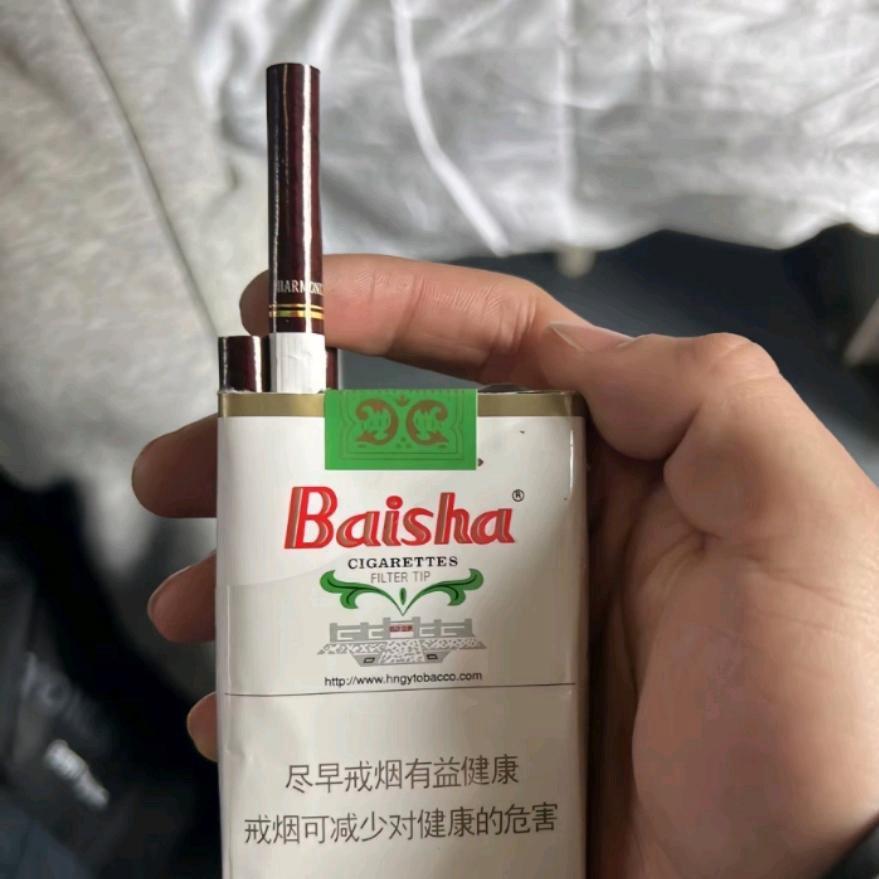 HARMONIZ
Baisha®
CIGARETTES
FILTER TIP
http://www.hngytobacco.com
尽早戒烟有益健康
戒烟可减少对健康的危害